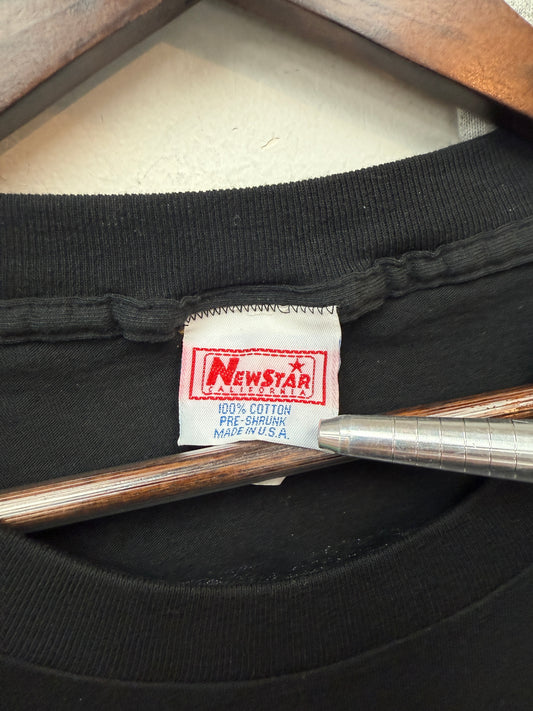 NEWSTAR
CALIFORNIA
100% COTTON
PRE-SHRUNK
MADE IN U.S.A.